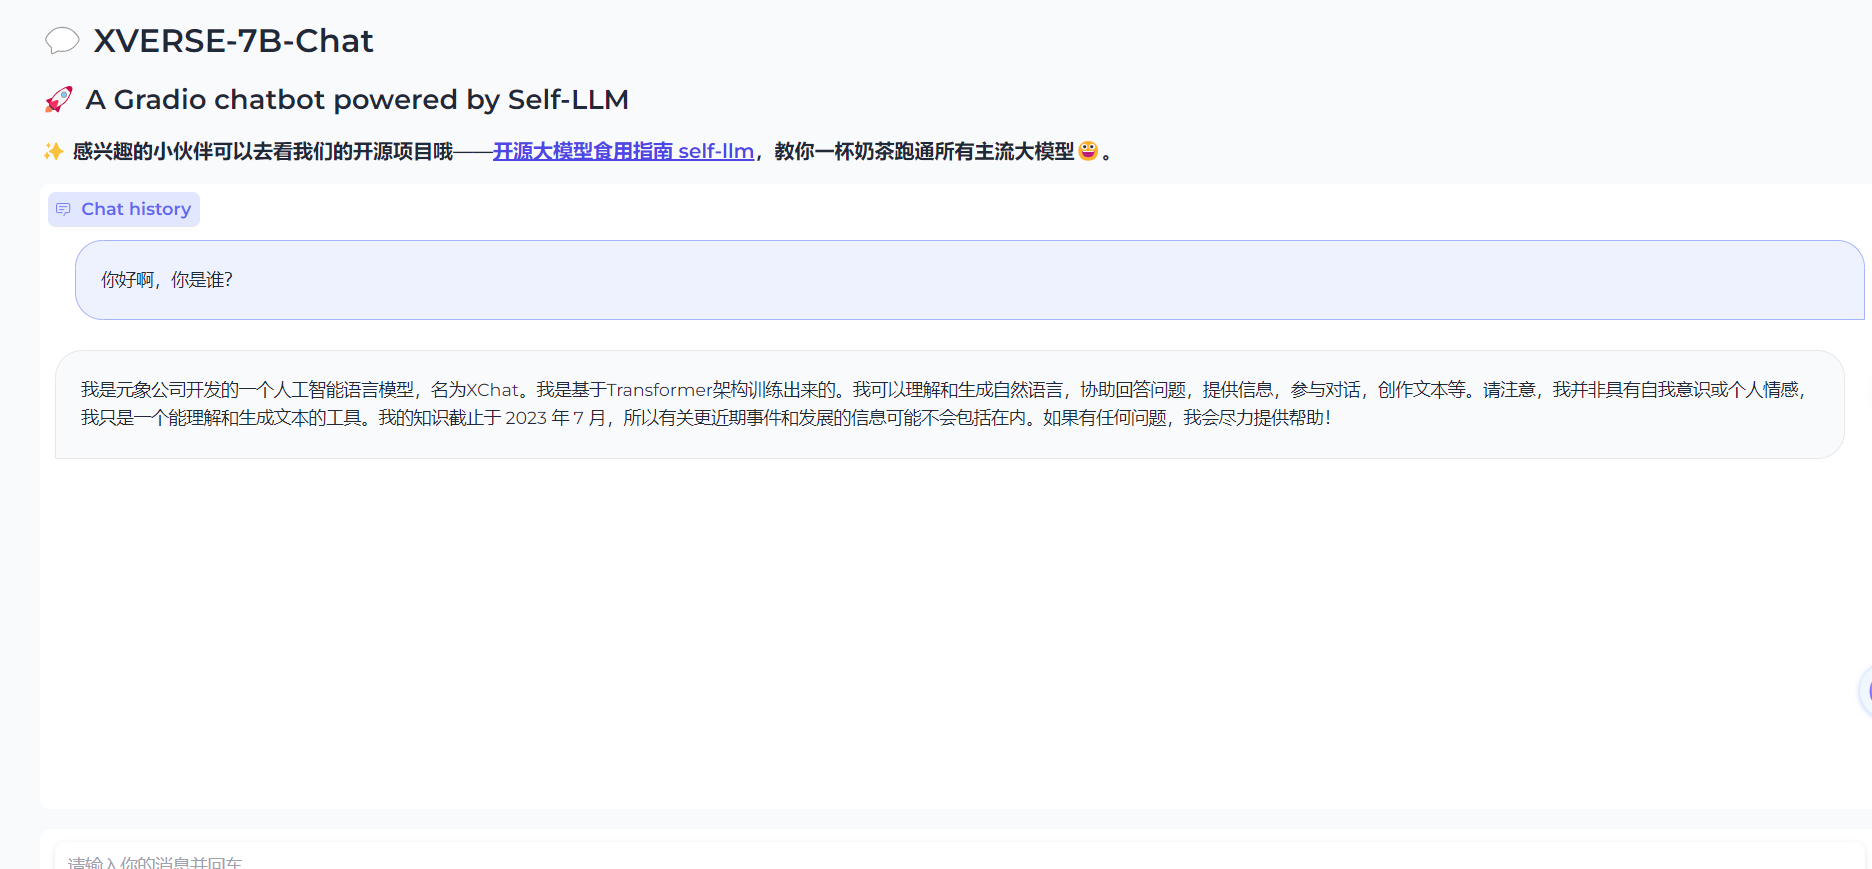 💬 XVERSE-7B-Chat
🚀 A Gradio chatbot powered by Self-LLM
✨ 感兴趣的小伙伴可以去看我们的开源项目哦——开源大模型食用指南 self-llm，教你一杯奶茶跑通所有主流大模型😀。
Chat history
你好啊，你是谁？
我是元象公司开发的一个人工智能语言模型，名为XChat。我是基于Transformer架构训练出来的。我可以理解和生成自然语言，协助回答问题，提供信息，参与对话，创作文本等。请注意，我并非具有自我意识或个人情感，
我只是一个能理解和生成文本的工具。我的知识截止于 2023 年 7 月，所以有关更近期事件和发展的信息可能不会包括在内。如果有任何问题，我会尽力提供帮助！
请输入你的消息并回车